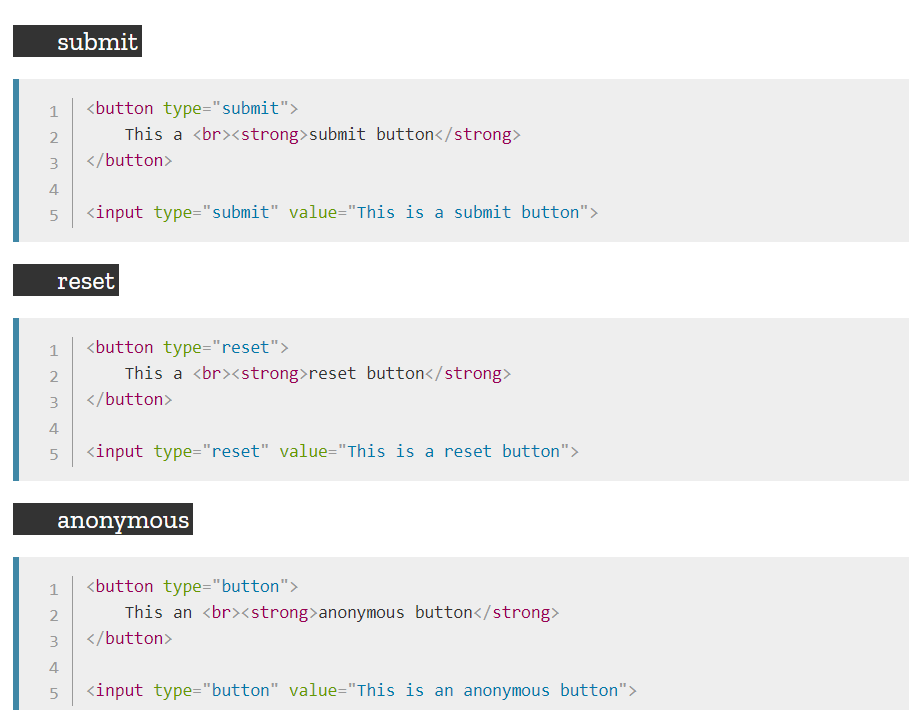 submit
1 <button type="submit">
2     This a <br><strong>submit button</strong>
3 </button>
4
5 <input type="submit" value="This is a submit button">
reset
1 <button type="reset">
2     This a <br><strong>reset button</strong>
3 </button>
4
5 <input type="reset" value="This is a reset button">
anonymous
1 <button type="button">
2     This an <br><strong>anonymous button</strong>
3 </button>
4
5 <input type="button" value="This is an anonymous button">